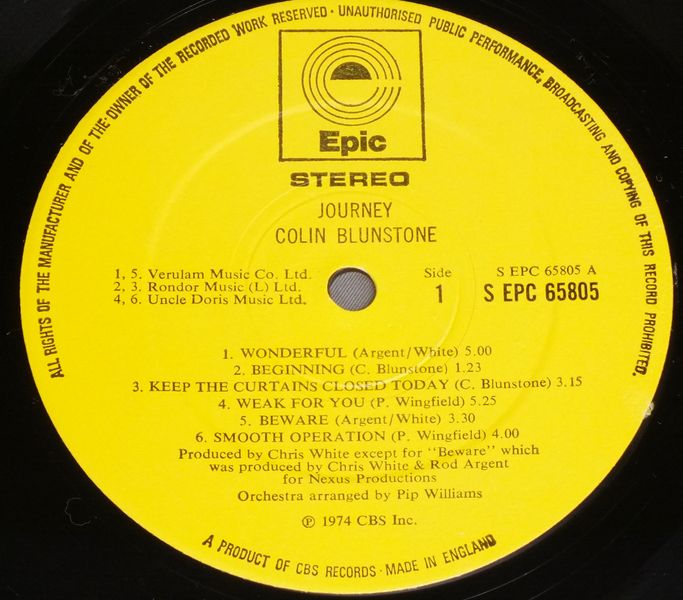 ALL RIGHTS OF THE MANUFACTURER AND OF THE OWNER OF THE RECORDED WORK RESERVED · UNAUTHORISED PUBLIC PERFORMANCE, BROADCASTING AND COPYING OF THIS RECORD PROHIBITED.
Epic
STEREO
JOURNEY
COLIN BLUNSTONE
1, 5. Verulam Music Co. Ltd.
2, 3. Rondor Music (L) Ltd.
4, 6. Uncle Doris Music Ltd.
Side
1
S EPC 65805 A
S EPC 65805
1. WONDERFUL (Argent/White) 5.00
2. BEGINNING (C. Blunstone) 1.23
3. KEEP THE CURTAINS CLOSED TODAY (C. Blunstone) 3.15
4. WEAK FOR YOU (P. Wingfield) 5.25
5. BEWARE (Argent/White) 3.30
6. SMOOTH OPERATION (P. Wingfield) 4.00
Produced by Chris White except for "Beware" which
was produced by Chris White & Rod Argent
for Nexus Productions
Orchestra arranged by Pip Williams
℗ 1974 CBS Inc.
A PRODUCT OF CBS RECORDS · MADE IN ENGLAND